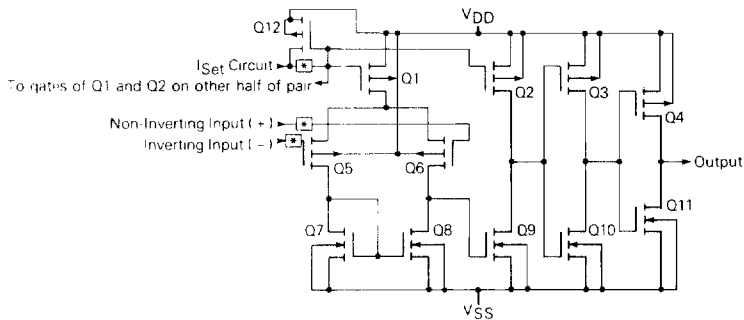 Q12
VDD
ISet Circuit
*
Q1
Q2
Q3
To gates of Q1 and Q2 on other half of pair
Q4
Non-Inverting Input (+)
*
Inverting Input (−)
*
Q5
Q6
Output
Q7
Q8
Q9
Q10
Q11
VSS